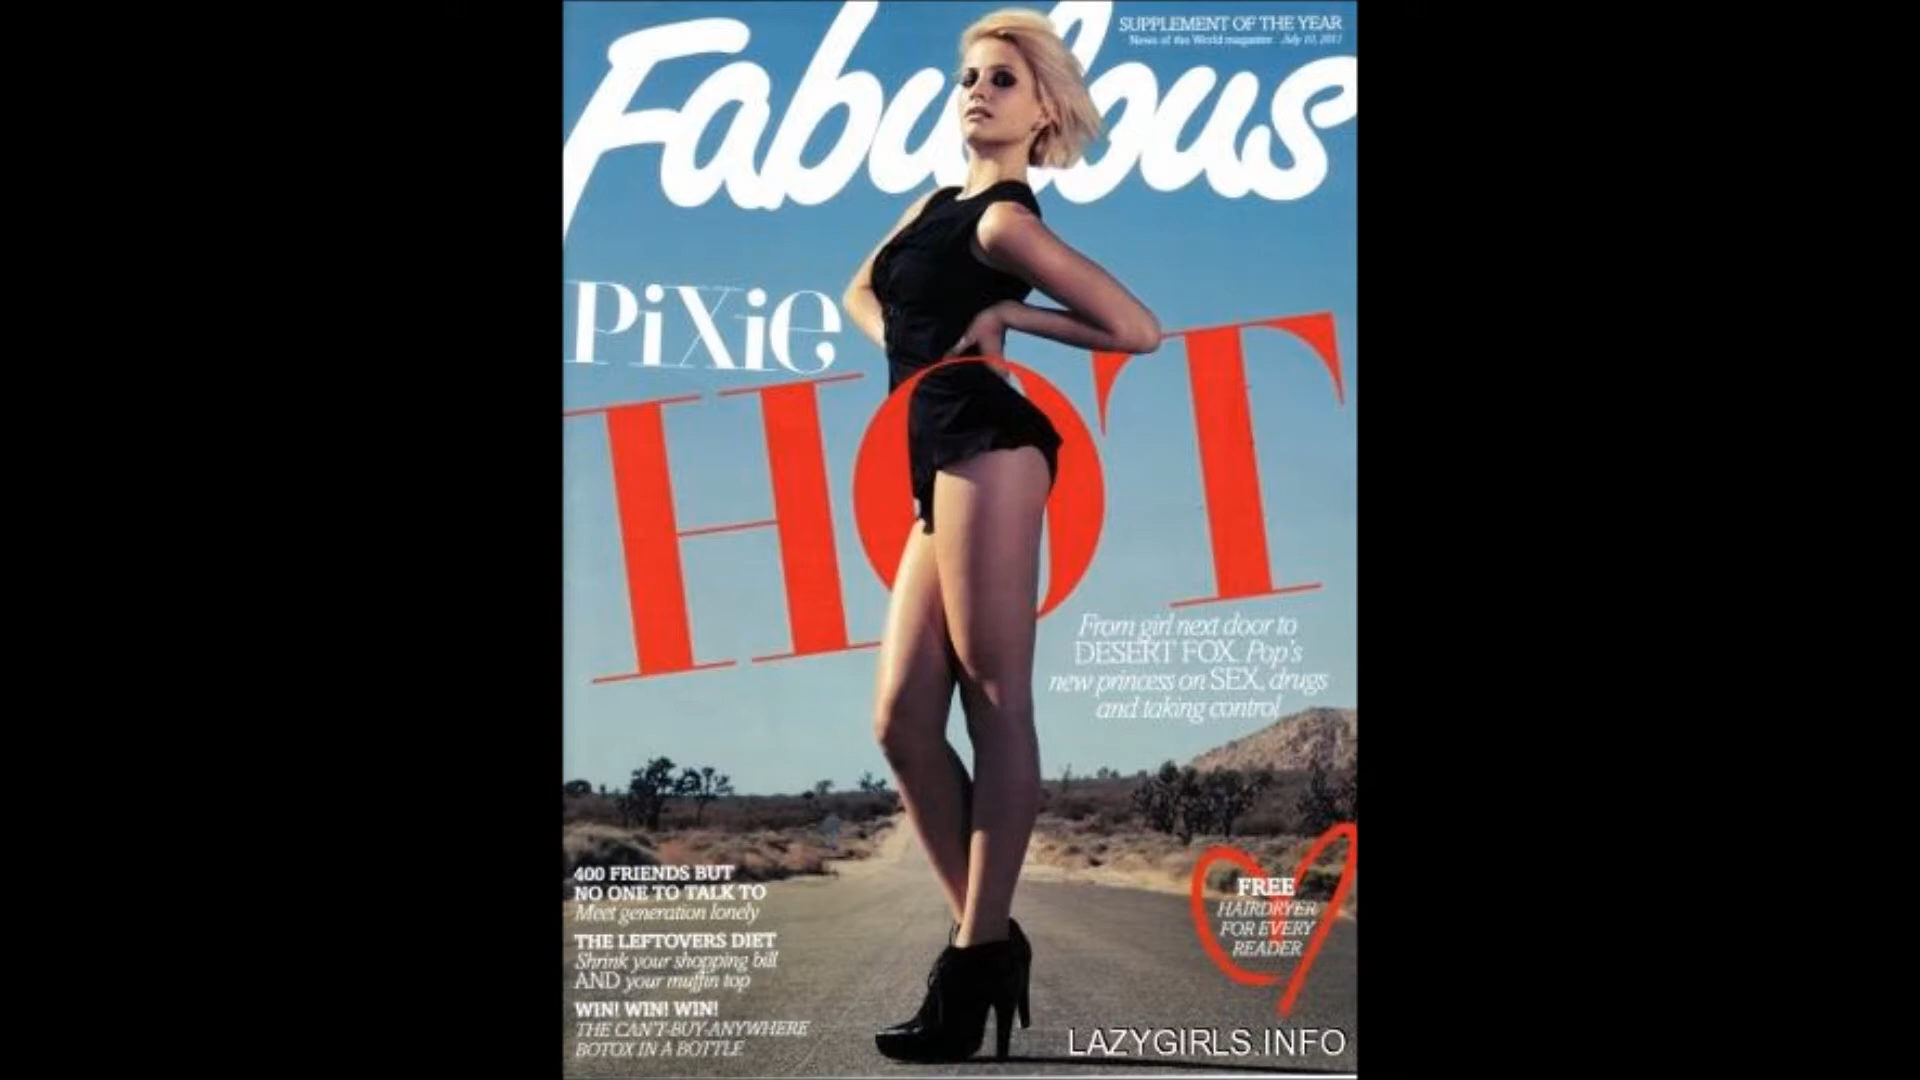 SUPPLEMENT OF THE YEAR
News of the World magazine July 10, 2011
Fabulous
PiXie
HOT
From girl next door to
DESERT FOX. Pop's
new princess on SEX, drugs
and taking control
400 FRIENDS BUT
NO ONE TO TALK TO
Meet generation lonely
THE LEFTOVERS DIET
Shrink your shopping bill
AND your muffin top
WIN! WIN! WIN!
THE CAN'T-BUY-ANYWHERE
BOTOX IN A BOTTLE
FREE
HAIRDRYER
FOR EVERY
READER
LAZYGIRLS.INFO